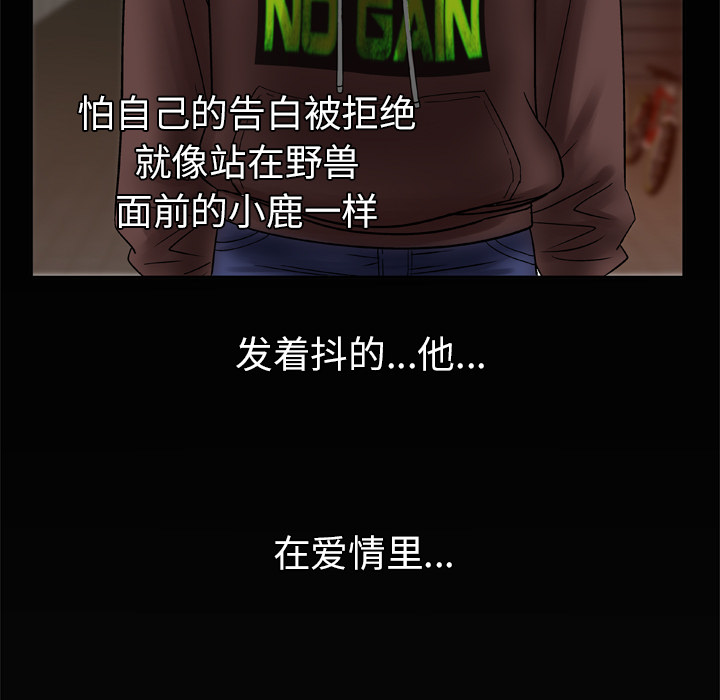 NO GAIN
怕自己的告白被拒绝
就像站在野兽
面前的小鹿一样
发着抖的...他...
在爱情里...